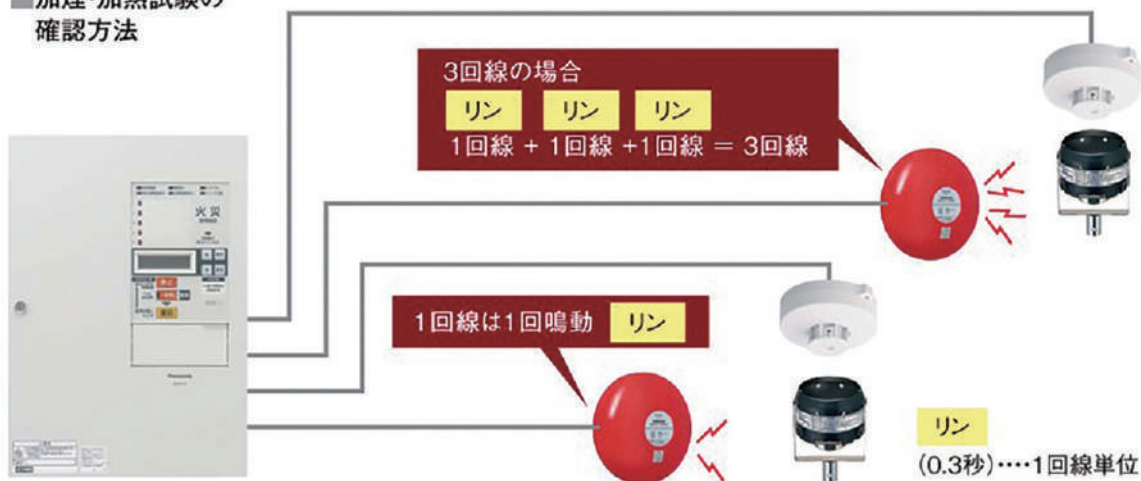 ■加煙・加熱試験の
確認方法
3回線の場合
リン リン リン
1回線 + 1回線 +1回線 = 3回線
火災
1回線は1回鳴動 リン
Panasonic
リン
(0.3秒)‥‥1回線単位